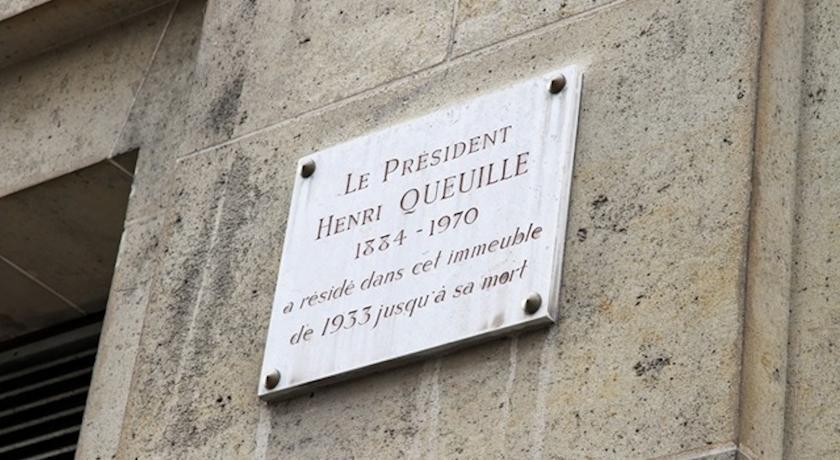 LE PRÉSIDENT
HENRI QUEUILLE
1884 - 1970
a résidé dans cet immeuble
de 1933 jusqu'à sa mort